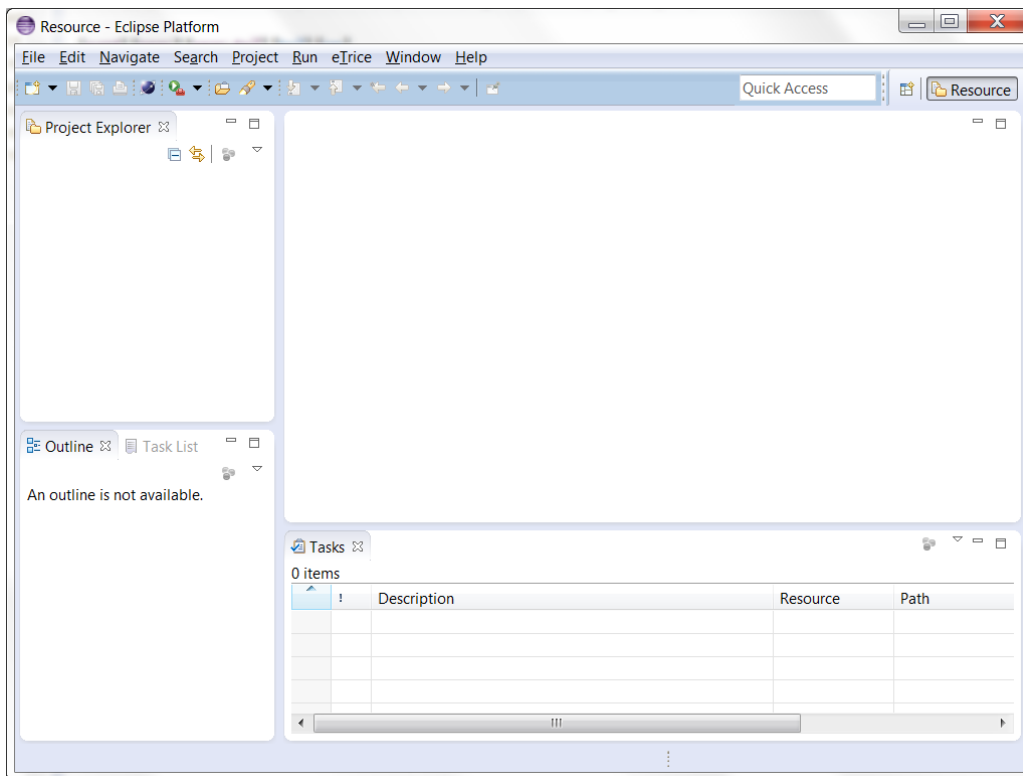 Resource - Eclipse Platform
File Edit Navigate Search Project Run eTrice Window Help
Quick Access
Resource
Project Explorer
Outline
Task List
An outline is not available.
Tasks
0 items
! Description Resource Path